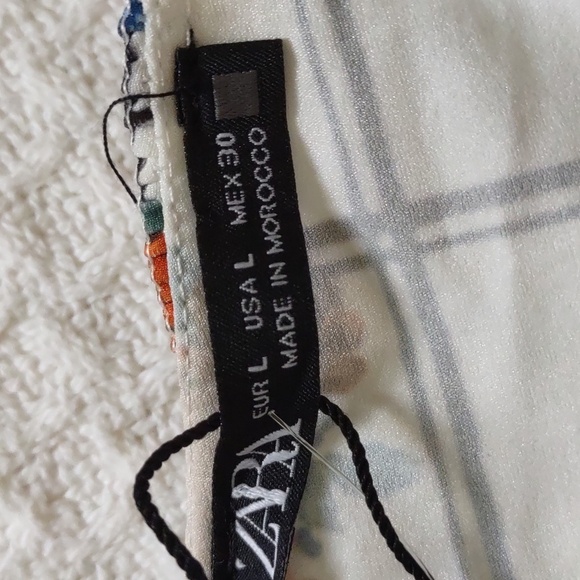 ZARA
EUR L USA L MEX 30
MADE IN MOROCCO